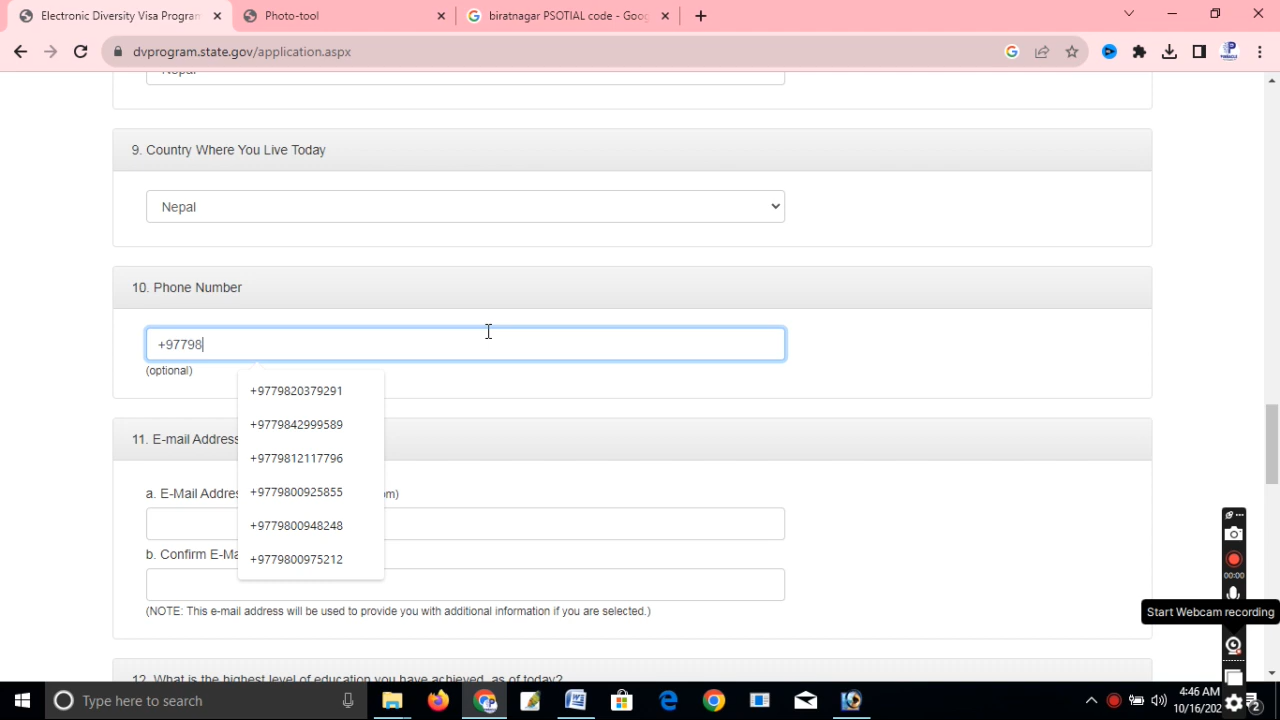 Electronic Diversity Visa Program
Photo-tool
biratnagar PSOTIAL code - Goog
dvprogram.state.gov/application.aspx
Nepal
9. Country Where You Live Today
Nepal
10. Phone Number
+97798
(optional)
+9779820379291
+9779842999589
+9779812117796
+9779800925855
+9779800948248
+9779800975212
11. E-mail Address
a. E-Mail Addre om)
b. Confirm E-Ma
(NOTE: This e-mail address will be used to provide you with additional information if you are selected.)
12. What is the highest level of education you have achieved, as of today?
00:00
Start Webcam recording
Type here to search
4:46 AM
10/16/202
2